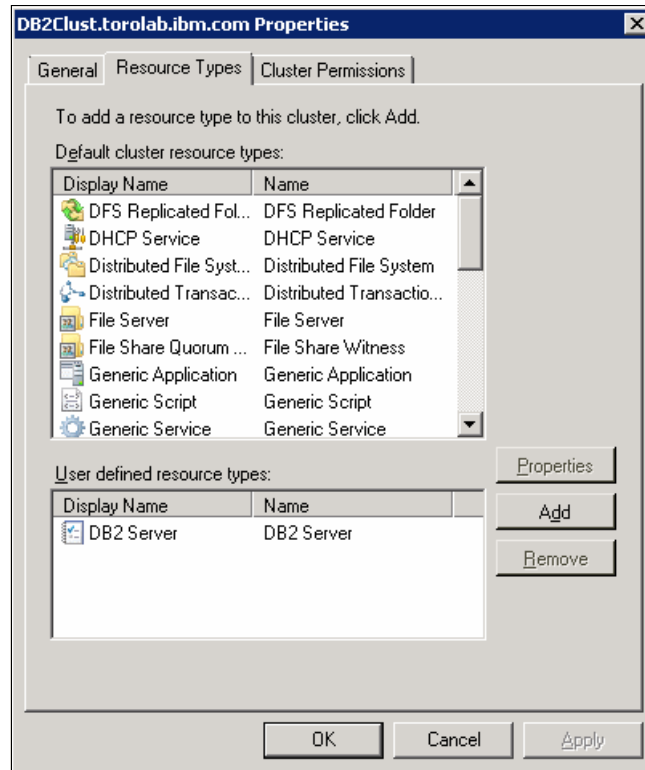 DB2Clust.torolab.ibm.com Properties
General Resource Types Cluster Permissions
To add a resource type to this cluster, click Add.
Default cluster resource types:
Display Name Name
DFS Replicated Fol... DFS Replicated Folder
DHCP Service DHCP Service
Distributed File Syst... Distributed File System
Distributed Transac... Distributed Transactio...
File Server File Server
File Share Quorum ... File Share Witness
Generic Application Generic Application
Generic Script Generic Script
Generic Service Generic Service
Properties
User defined resource types:
Display Name Name
Add
DB2 Server DB2 Server
Remove
OK Cancel Apply